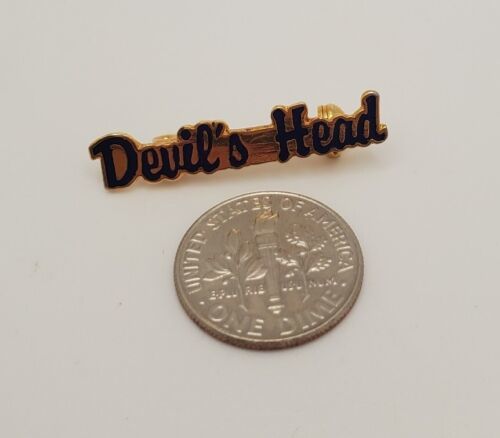 Devil's Head
UNITED STATES OF AMERICA
E PLURIBUS UNUM
ONE DIME